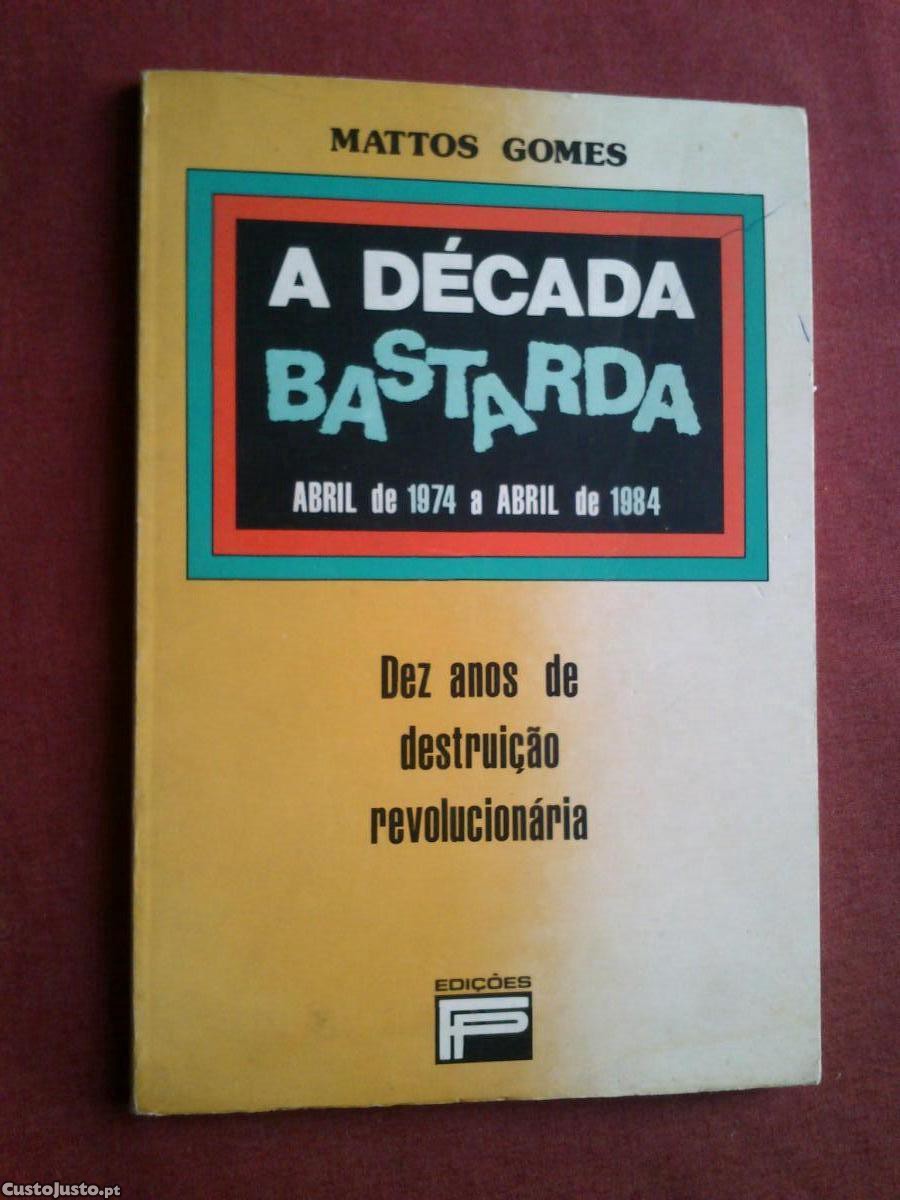 MATTOS GOMES
A DÉCADA
BASTARDA
ABRIL de 1974 a ABRIL de 1984
Dez anos de
destruição
revolucionária
EDIÇÕES
FP
CustoJusto.pt